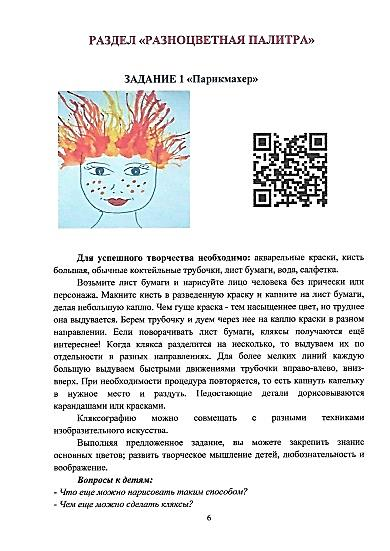 РАЗДЕЛ «РАЗНОЦВЕТНАЯ ПАЛИТРА»
ЗАДАНИЕ 1 «Парикмахер»
Для успешного творчества необходимо: акварельные краски, кисть
большая, обычные коктейльные трубочки, лист бумаги, вода, салфетка.
Возьмите лист бумаги и нарисуйте лицо человека без прически или
персонажа. Макните кисть в разведенную краску и капните на лист бумаги,
делая небольшую каплю. Чем гуще краска - тем насыщеннее цвет, но труднее
она выдувается. Берем трубочку и дуем через нее на каплю краски в разном
направлении. Если поворачивать лист бумаги, кляксы получаются ещё
интереснее! Когда клякса разделится на несколько, то выдуваем их по
отдельности в разных направлениях. Для более мелких линий каждую
большую выдуваем быстрыми движениями трубочки вправо-влево, вниз-
вверх. При необходимости процедура повторяется, то есть капнуть капельку
в нужное место и раздуть. Недостающие детали дорисовываются
карандашами или красками.
Кляксографию можно совмещать с разными техниками
изобразительного искусства.
Выполняя предложенное задание, вы можете закрепить знание
основных цветов; развить творческое мышление детей, любознательность и
воображение.
Вопросы к детям:
- Что еще можно нарисовать таким способом?
- Чем еще можно сделать кляксы?
6